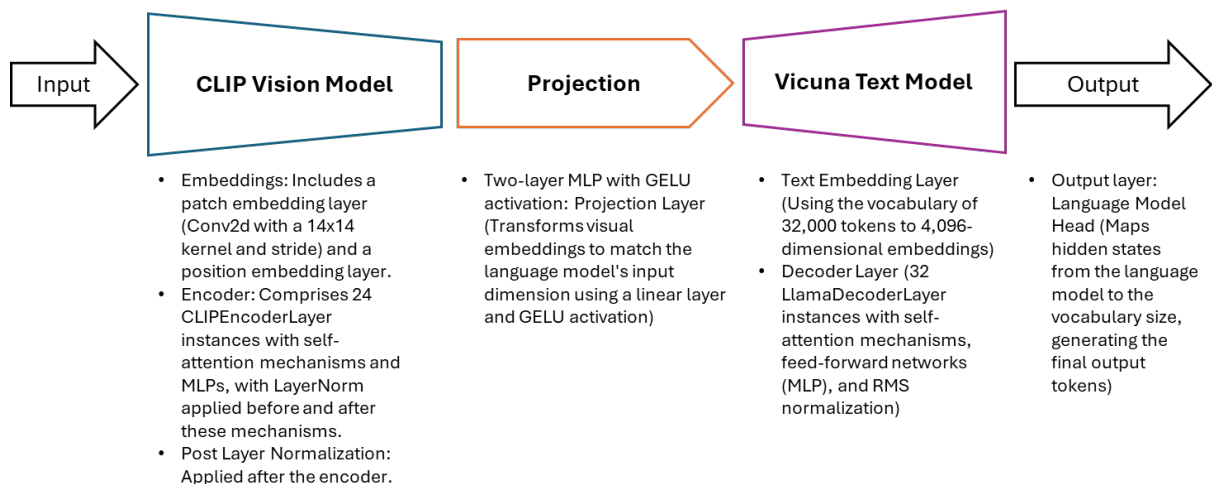 Input
CLIP Vision Model
Projection
Vicuna Text Model
Output
• Embeddings: Includes a
patch embedding layer
(Conv2d with a 14x14
kernel and stride) and a
position embedding layer.
• Encoder: Comprises 24
CLIPEncoderLayer
instances with self-
attention mechanisms and
MLPs, with LayerNorm
applied before and after
these mechanisms.
• Post Layer Normalization:
Applied after the encoder.
• Two-layer MLP with GELU
activation: Projection Layer
(Transforms visual
embeddings to match the
language model's input
dimension using a linear layer
and GELU activation)
• Text Embedding Layer
(Using the vocabulary of
32,000 tokens to 4,096-
dimensional embeddings)
• Decoder Layer (32
LlamaDecoderLayer
instances with self-
attention mechanisms,
feed-forward networks
(MLP), and RMS
normalization)
• Output layer:
Language Model
Head (Maps
hidden states
from the language
model to the
vocabulary size,
generating the
final output
tokens)